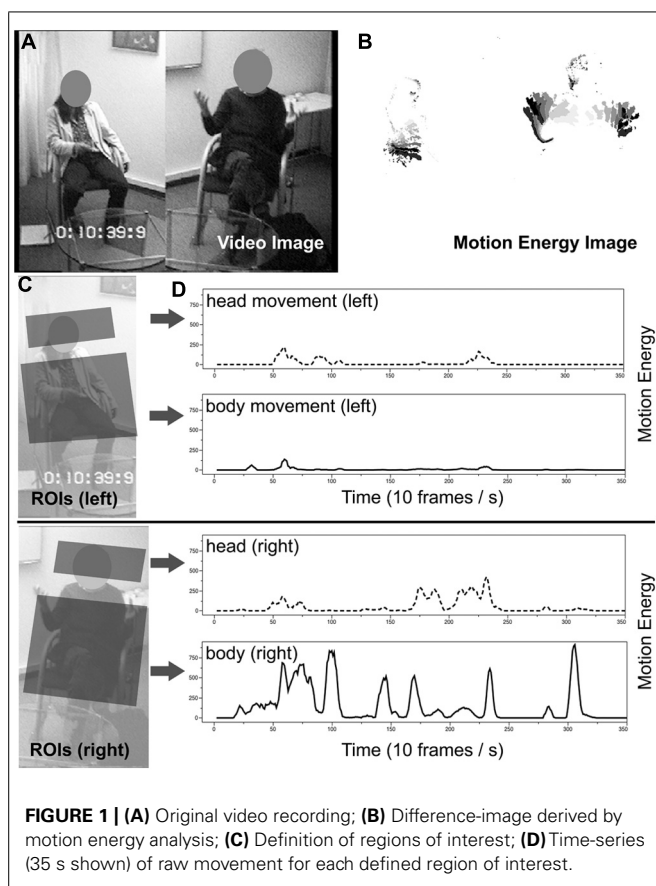 A
B
0:10:39:9
Video Image
Motion Energy Image
C
D
head movement (left)
750
500
250
0
0 50 100 150 200 250 300 350
body movement (left)
750
500
250
0
0 50 100 150 200 250 300 350
Time (10 frames / s)
Motion Energy
0:10:39:9
ROIs (left)
head (right)
750
500
250
0
0 50 100 150 200 250 300 350
body (right)
750
500
250
0
0 50 100 150 200 250 300 350
Time (10 frames / s)
Motion Energy
ROIs (right)
FIGURE 1 | (A) Original video recording; (B) Difference-image derived by
motion energy analysis; (C) Definition of regions of interest; (D) Time-series
(35 s shown) of raw movement for each defined region of interest.